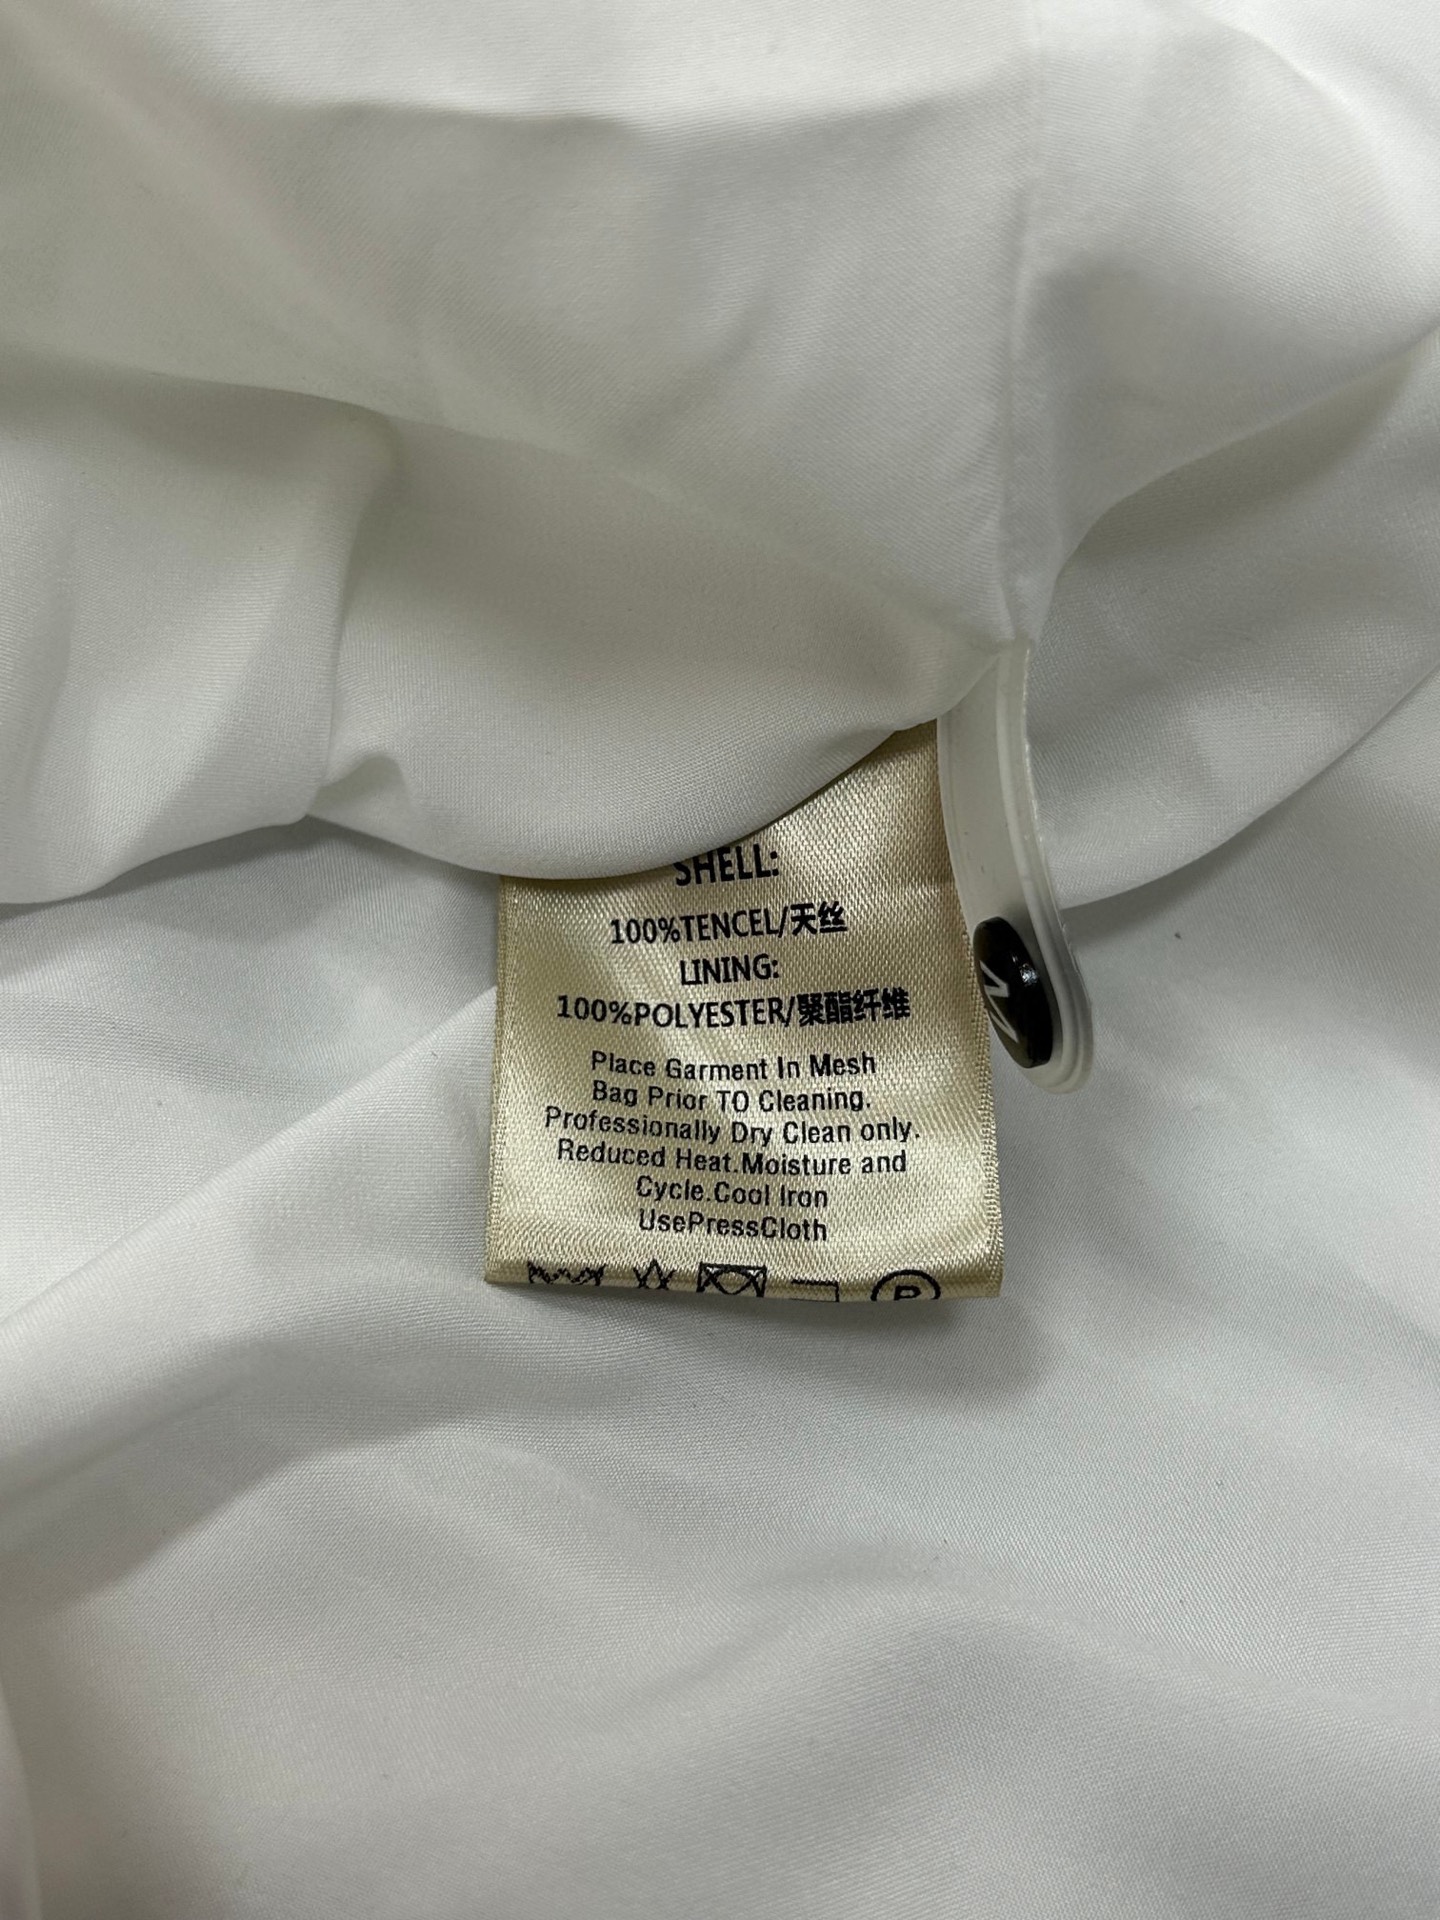 SHELL:
100%TENCEL/天丝
LINING:
100%POLYESTER/聚酯纤维
Place Garment In Mesh
Bag Prior TO Cleaning.
Professionally Dry Clean only.
Reduced Heat.Moisture and
Cycle.Cool Iron
UsePressCloth
P